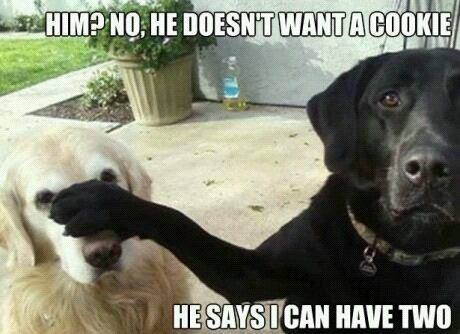 HIM? NO, HE DOESN'T WANT A COOKIE
HE SAYS I CAN HAVE TWO